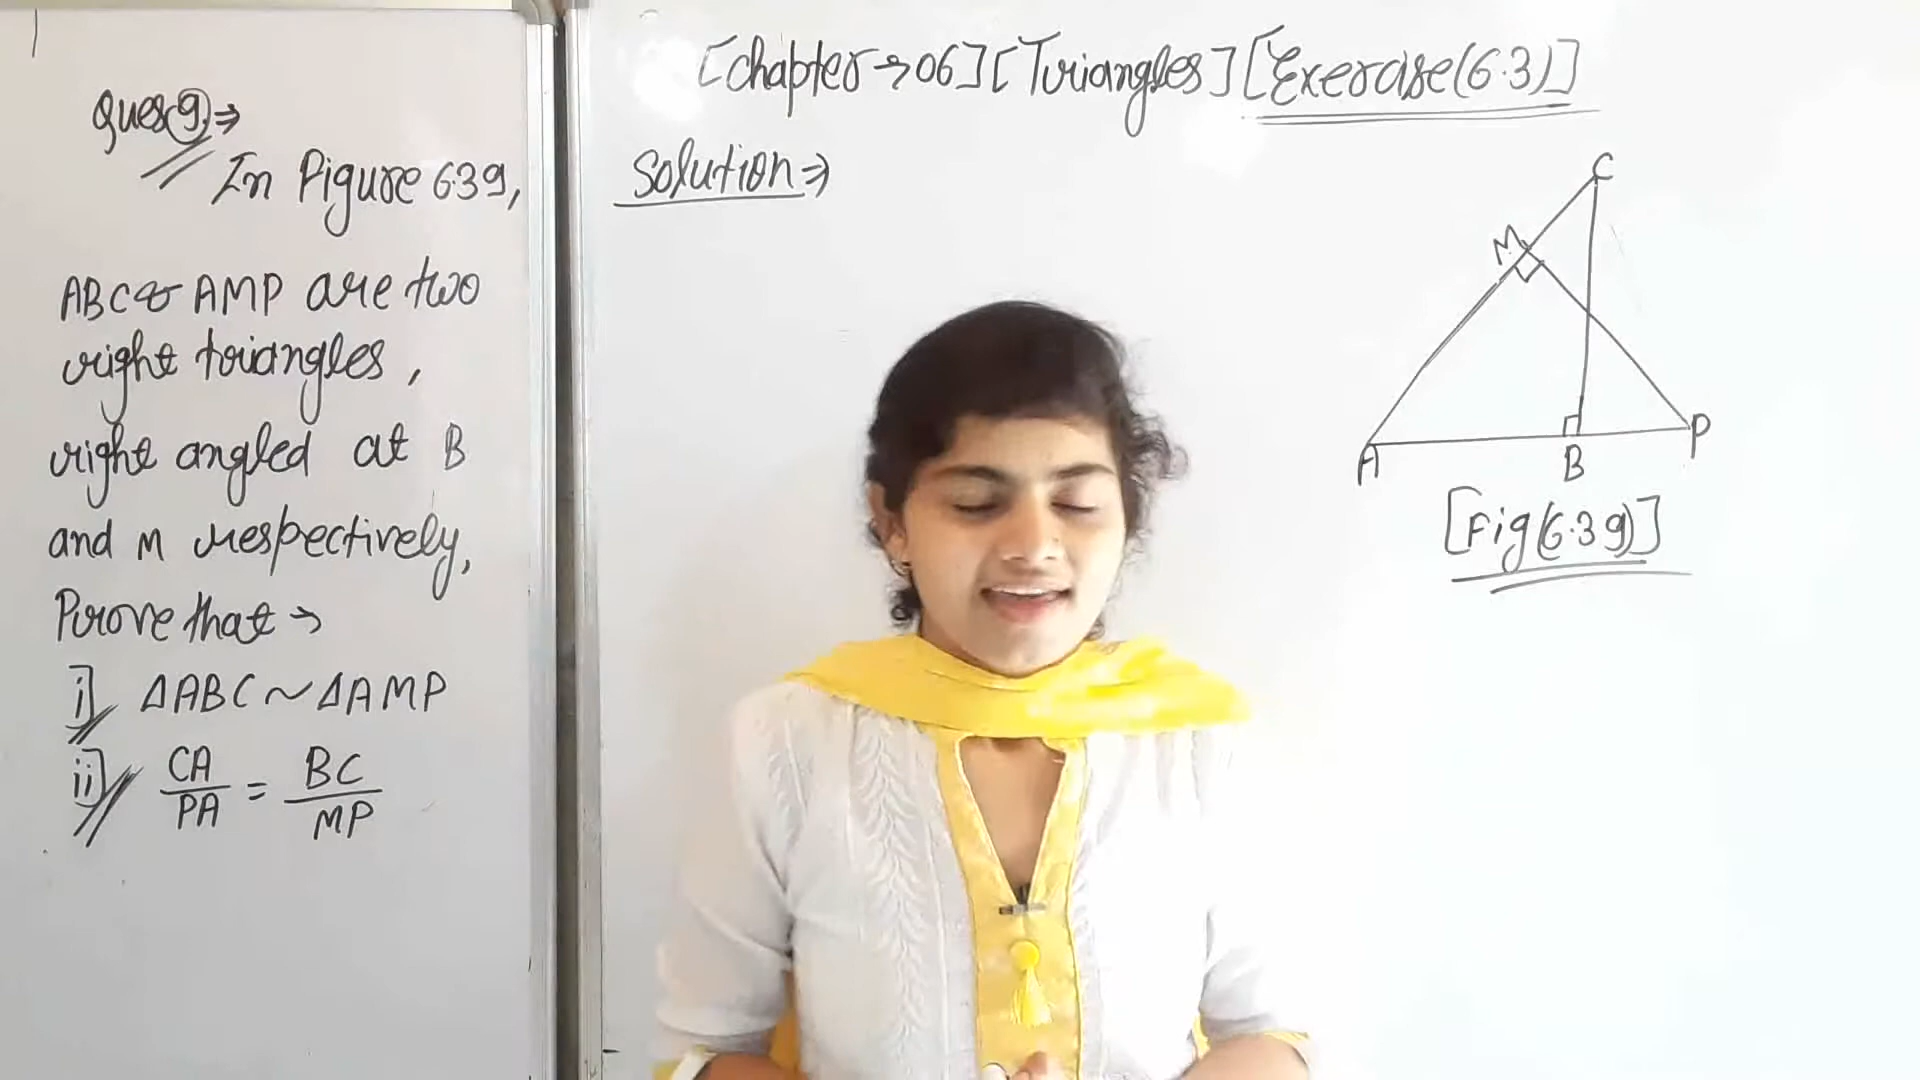 Ques 9) ⇒
In Figure 6.39,
ABC & AMP are two
right triangles,
right angled at B
and M respectively,
Prove that →
i] ΔABC ~ ΔAMP
ii] CA/PA = BC/MP
[Chapter → 06] [Triangles] [Exercise (6.3)]
Solution ⇒
C
M
A B P
[Fig (6.39)]